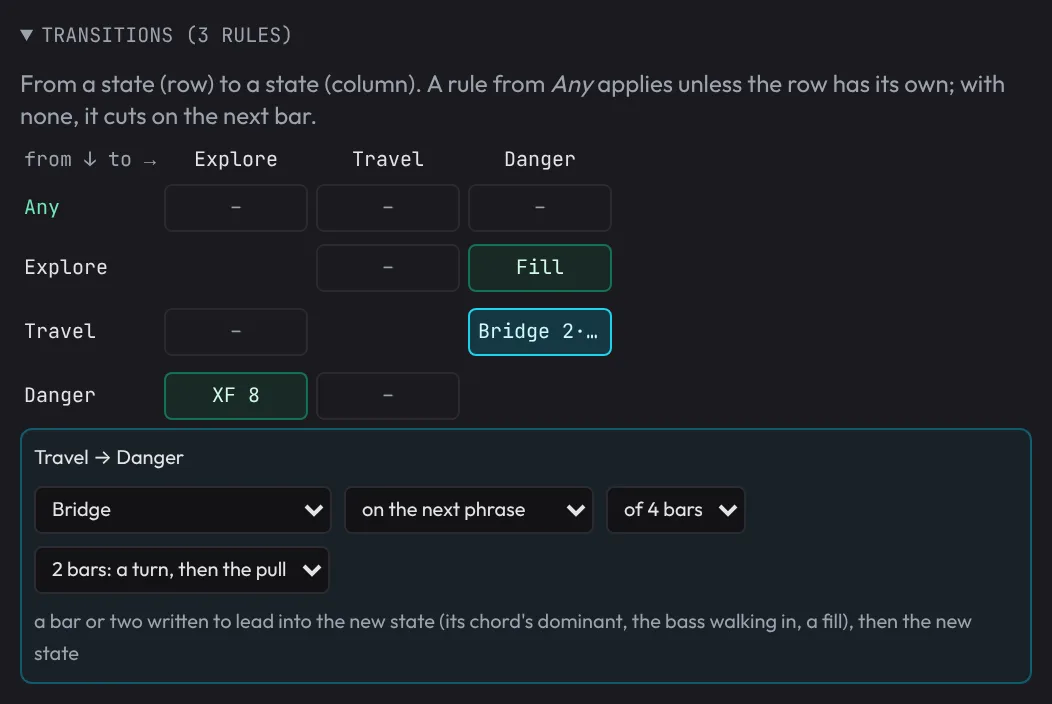 ▼ TRANSITIONS (3 RULES)
From a state (row) to a state (column). A rule from Any applies unless the row has its own; with
none, it cuts on the next bar.
from ↓ to → Explore Travel Danger
Any – – –
Explore – Fill
Travel – Bridge 2·…
Danger XF 8 –
Travel → Danger
Bridge on the next phrase of 4 bars
2 bars: a turn, then the pull
a bar or two written to lead into the new state (its chord's dominant, the bass walking in, a fill), then the new
state